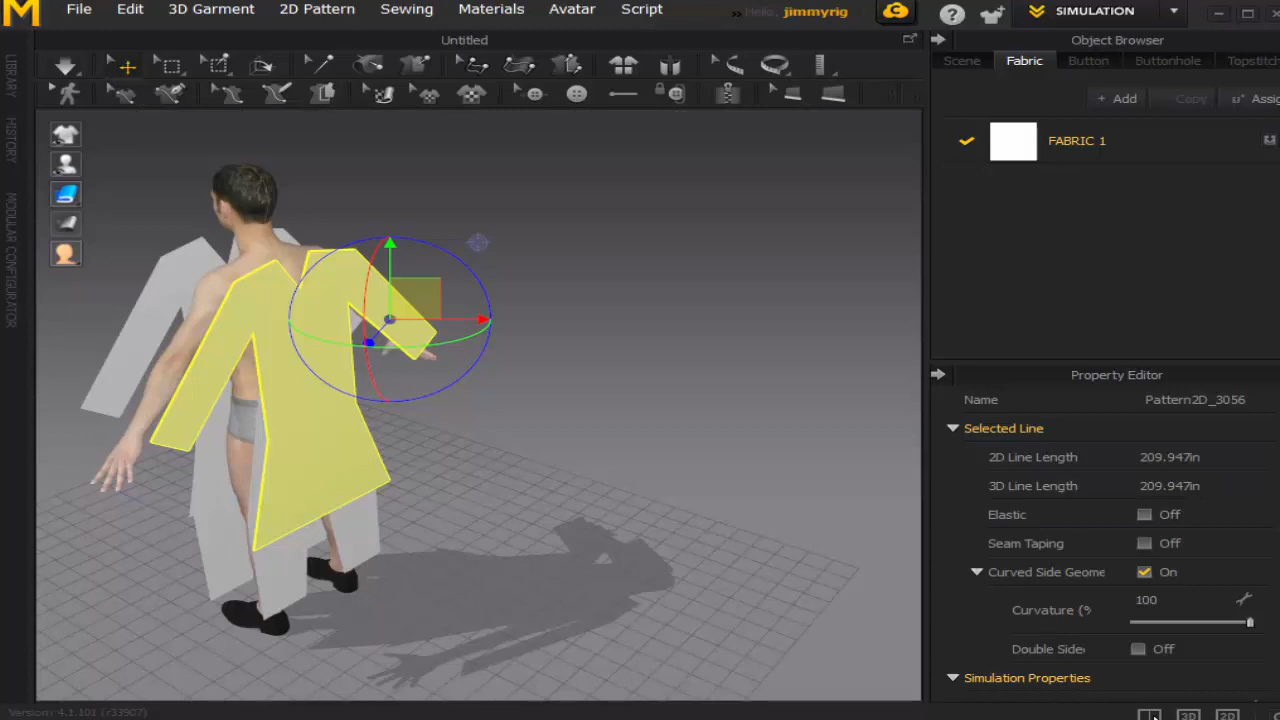 M File Edit 3D Garment 2D Pattern Sewing Materials Avatar Script » Hello, jimmyrig C ? SIMULATION
Untitled
Object Browser
Scene Fabric Button Buttonhole Topstitc
+ Add Copy Assig
FABRIC 1
LIBRARY
HISTORY
MODULAR CONFIGURATOR
Property Editor
Name Pattern2D_3056
Selected Line
2D Line Length 209.947in
3D Line Length 209.947in
Elastic Off
Seam Taping Off
Curved Side Geome On
Curvature (% 100
Double Side Off
Simulation Properties
Version: 4.1.101 (r33907) 3D 2D